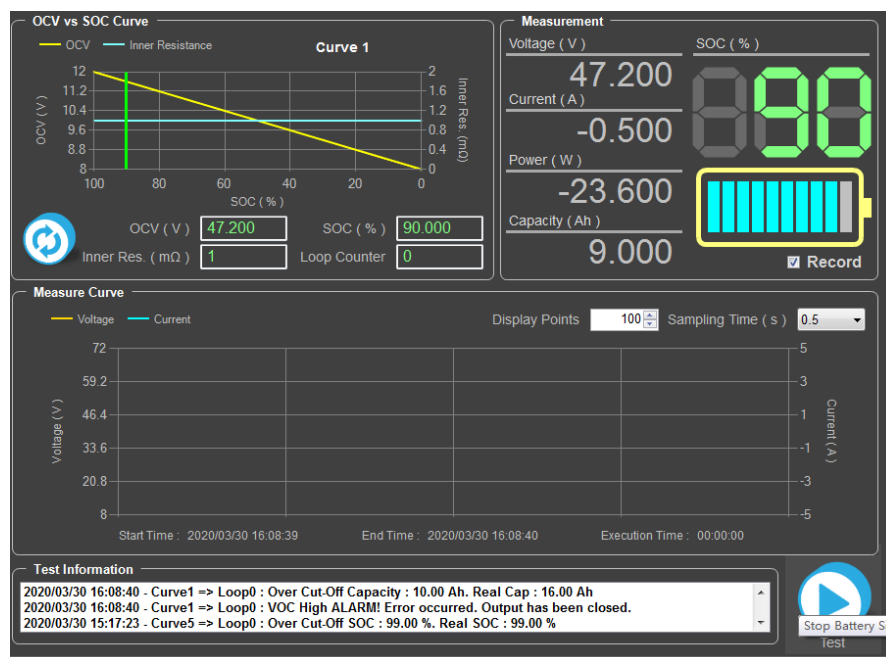 OCV vs SOC Curve
OCV Inner Resistance
Curve 1
12
11.2
10.4
9.6
8.8
8
OCV ( V )
2
1.6
1.2
0.8
0.4
0
Inner Res. (mΩ)
100 80 60 40 20 0
SOC ( % )
OCV ( V ) 47.200 SOC ( % ) 90.000
Inner Res. ( mΩ ) 1 Loop Counter 0
Measurement
Voltage ( V )
47.200
Current ( A )
-0.500
Power ( W )
-23.600
Capacity ( Ah )
9.000
SOC ( % )
90
Record
Measure Curve
Voltage Current
Display Points 100 Sampling Time ( s ) 0.5
72
59.2
46.4
33.6
20.8
8
Voltage ( V )
5
3
1
-1
-3
-5
Current ( A )
Start Time : 2020/03/30 16:08:39 End Time : 2020/03/30 16:08:40 Execution Time : 00:00:00
Test Information
2020/03/30 16:08:40 - Curve1 => Loop0 : Over Cut-Off Capacity : 10.00 Ah. Real Cap : 16.00 Ah
2020/03/30 16:08:40 - Curve1 => Loop0 : VOC High ALARM! Error occurred. Output has been closed.
2020/03/30 15:17:23 - Curve5 => Loop0 : Over Cut-Off SOC : 99.00 %. Real SOC : 99.00 %
Stop Battery S
Test